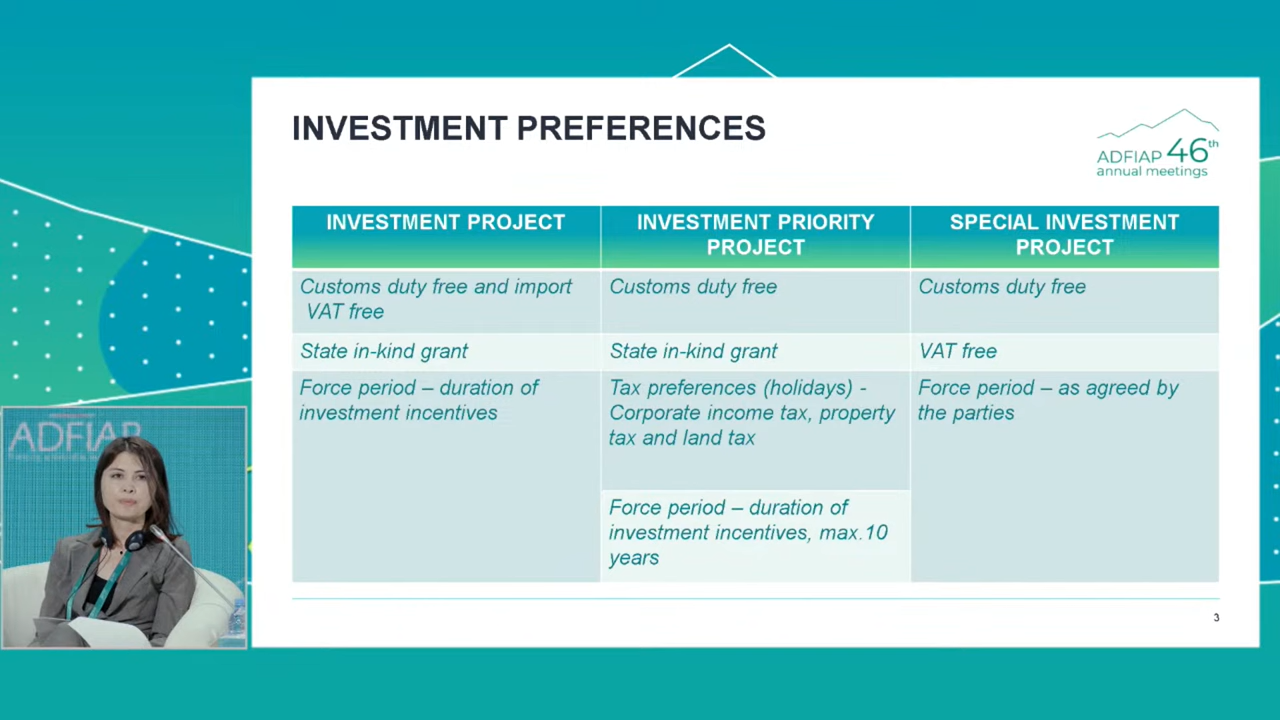 INVESTMENT PREFERENCES
ADFIAP 46th
annual meetings
INVESTMENT PROJECT
INVESTMENT PRIORITY
PROJECT
SPECIAL INVESTMENT
PROJECT
Customs duty free and import
VAT free
Customs duty free
Customs duty free
State in-kind grant
State in-kind grant
VAT free
Force period – duration of
investment incentives
Tax preferences (holidays) -
Corporate income tax, property
tax and land tax
Force period – as agreed by
the parties
Force period – duration of
investment incentives, max.10
years
3
ADFIAP